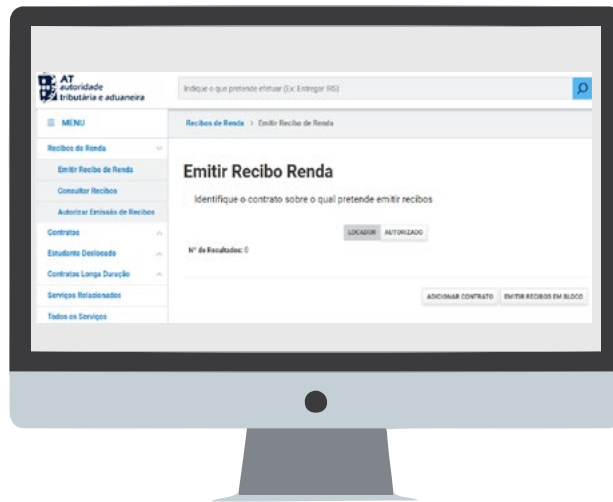 AT
autoridade
tributária e aduaneira
Indique o que pretende efetuar (Ex: Entregar IRS)
MENU
Recibos de Renda > Emitir Recibo de Renda
Recibos de Renda
Emitir Recibo de Renda
Consultar Recibos
Autorizar Emissão de Recibos
Contratos
Estudante Deslocado
Contratos Longa Duração
Serviços Relacionados
Todos os Serviços
Emitir Recibo Renda
Identifique o contrato sobre o qual pretende emitir recibos
LOCADOR AUTORIZADO
Nº de Resultados: 0
ADICIONAR CONTRATO EMITIR RECIBOS EM BLOCO